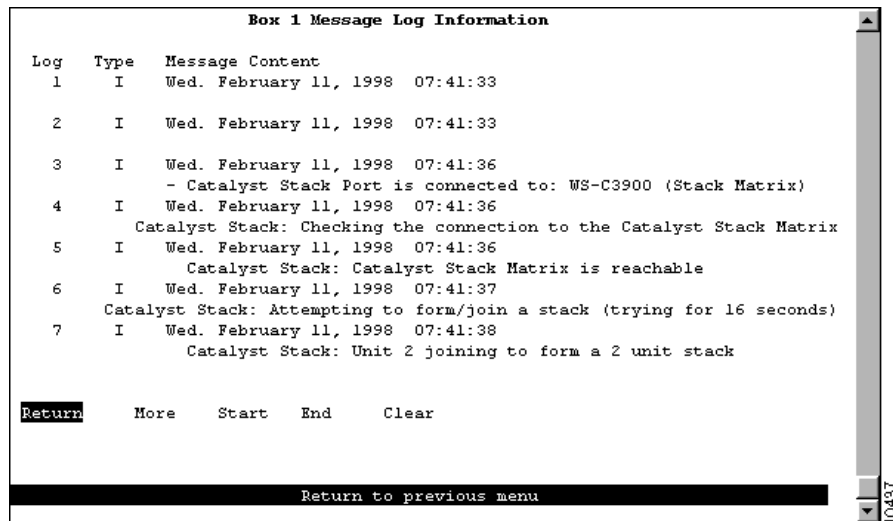 Box 1 Message Log Information
Log Type Message Content
1 I Wed. February 11, 1998 07:41:33
2 I Wed. February 11, 1998 07:41:33
3 I Wed. February 11, 1998 07:41:36
- Catalyst Stack Port is connected to: WS-C3900 (Stack Matrix)
4 I Wed. February 11, 1998 07:41:36
Catalyst Stack: Checking the connection to the Catalyst Stack Matrix
5 I Wed. February 11, 1998 07:41:36
Catalyst Stack: Catalyst Stack Matrix is reachable
6 I Wed. February 11, 1998 07:41:37
Catalyst Stack: Attempting to form/join a stack (trying for 16 seconds)
7 I Wed. February 11, 1998 07:41:38
Catalyst Stack: Unit 2 joining to form a 2 unit stack
Return More Start End Clear
Return to previous menu
10437